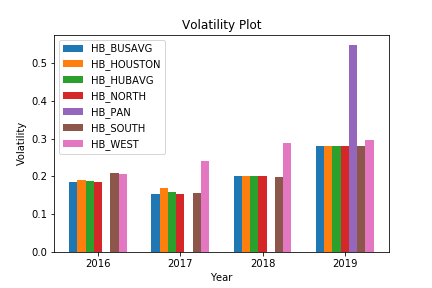 Volatility Plot
HB_BUSAVG
HB_HOUSTON
HB_HUBAVG
HB_NORTH
HB_PAN
HB_SOUTH
HB_WEST
Volatility
0.5
0.4
0.3
0.2
0.1
0.0
2016 2017 2018 2019
Year